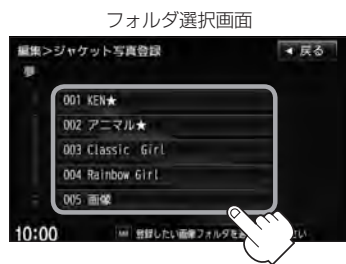 フォルダ選択画面
編集>ジャケット写真登録
◄ 戻る
夢
001 KEN★
002 アニマル★
003 Classic Girl
004 Rainbow Girl
005 画像
10:00
登録したい画像フォルダを
い